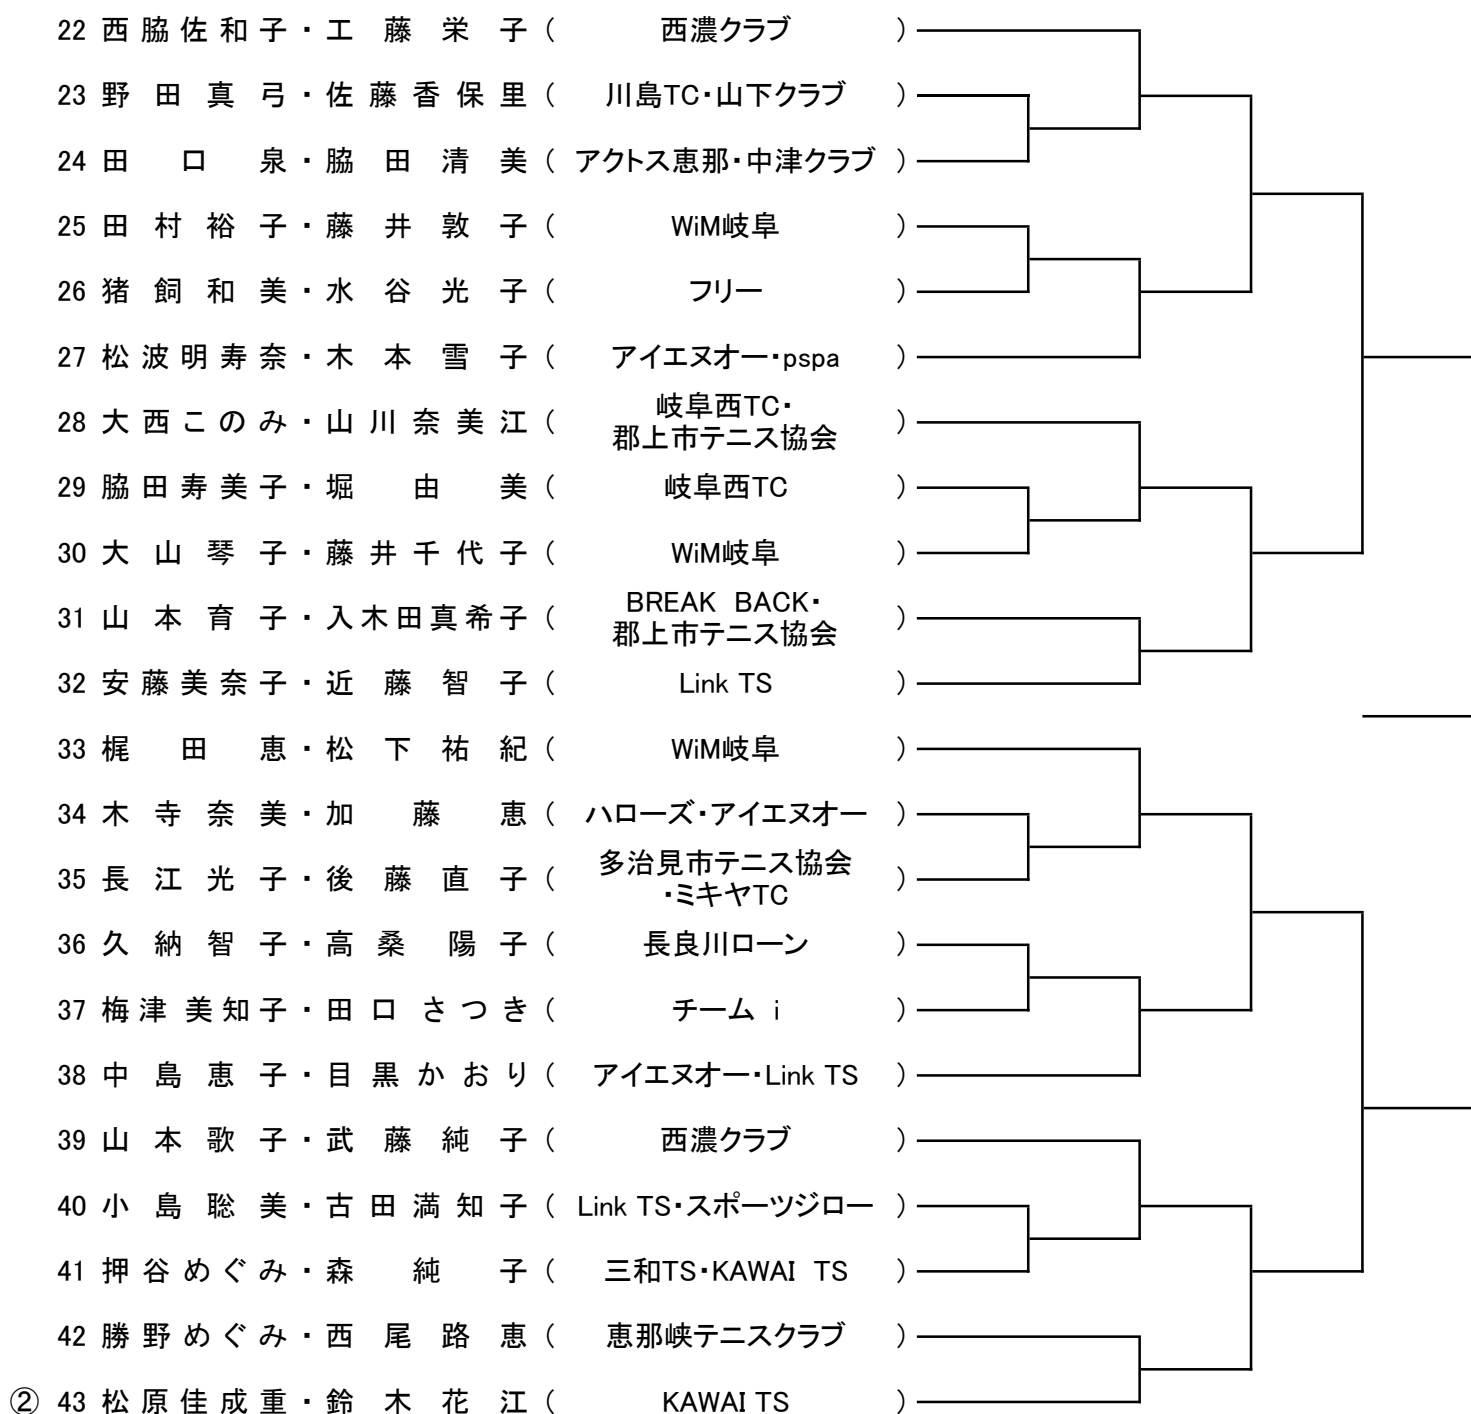 22 西脇佐和子・工藤栄子（ 西濃クラブ ）
23 野田真弓・佐藤香保里（ 川島TC・山下クラブ ）
24 田口泉・脇田清美（ アクトス恵那・中津クラブ ）
25 田村裕子・藤井敦子（ WiM岐阜 ）
26 猪飼和美・水谷光子（ フリー ）
27 松波明寿奈・木本雪子（ アイエヌオー・pspa ）
28 大西このみ・山川奈美江（ 岐阜西TC・
郡上市テニス協会 ）
29 脇田寿美子・堀由美（ 岐阜西TC ）
30 大山琴子・藤井千代子（ WiM岐阜 ）
31 山本育子・入木田真希子（ BREAK BACK・
郡上市テニス協会 ）
32 安藤美奈子・近藤智子（ Link TS ）
33 梶田恵・松下祐紀（ WiM岐阜 ）
34 木寺奈美・加藤恵（ ハローズ・アイエヌオー ）
35 長江光子・後藤直子（ 多治見市テニス協会
・ミキヤTC ）
36 久納智子・高桑陽子（ 長良川ローン ）
37 梅津美知子・田口さつき（ チーム i ）
38 中島恵子・目黒かおり（ アイエヌオー・Link TS ）
39 山本歌子・武藤純子（ 西濃クラブ ）
40 小島聡美・古田満知子（ Link TS・スポーツジロー ）
41 押谷めぐみ・森純子（ 三和TS・KAWAI TS ）
42 勝野めぐみ・西尾路恵（ 恵那峡テニスクラブ ）
② 43 松原佳成重・鈴木花江（ KAWAI TS ）